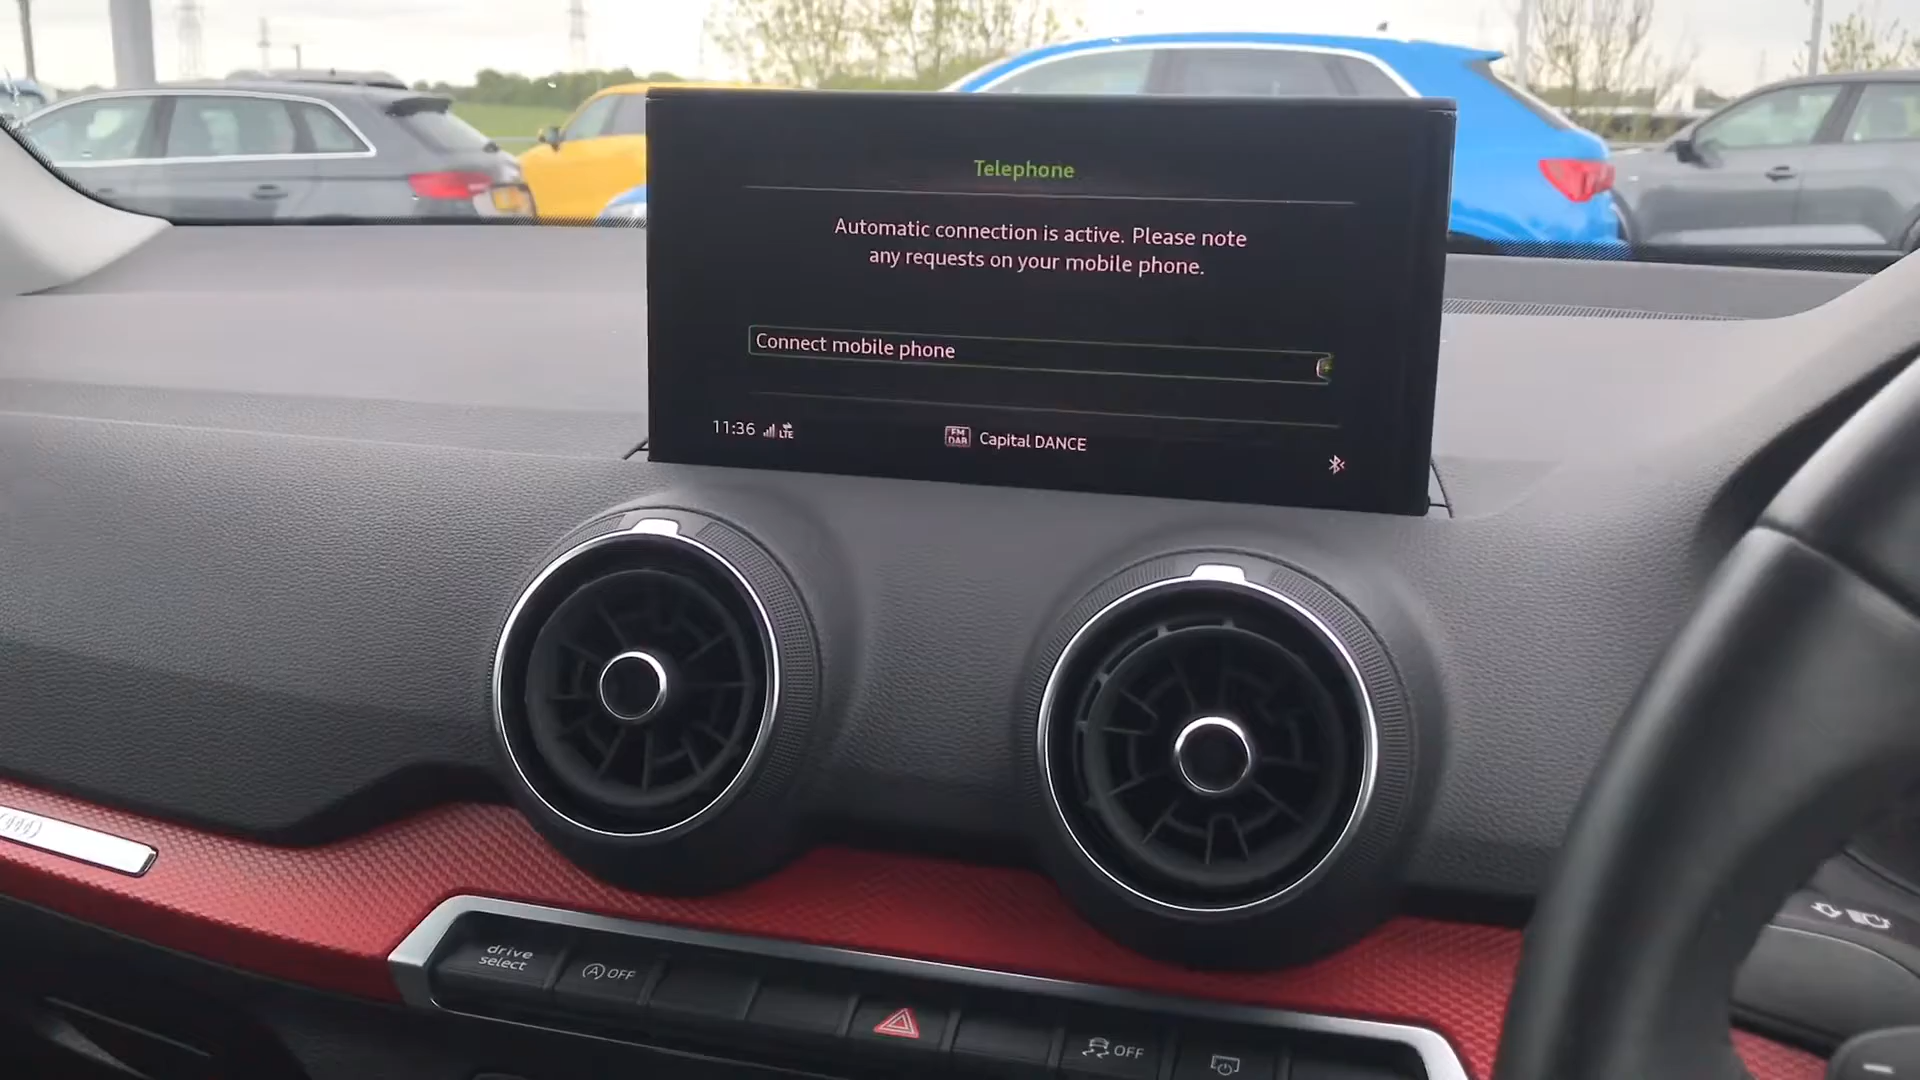 Telephone
Automatic connection is active. Please note
any requests on your mobile phone.
Connect mobile phone
11:36 LTE
FM
DAB
Capital DANCE
drive
select
A OFF
OFF